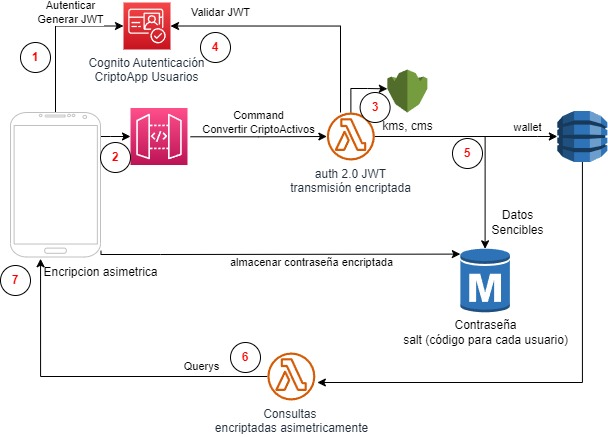 Autenticar
Generar JWT
Validar JWT
1
4
Cognito Autenticación
CriptoApp Usuarios
3
Command
Convertir CriptoActivos
kms, cms
wallet
2
5
auth 2.0 JWT
transmisión encriptada
Datos
Sencibles
almacenar contraseña encriptada
7
Encripcion asimetrica
M
Contraseña
salt (código para cada usuario)
6
Querys
Consultas
encriptadas asimetricamente